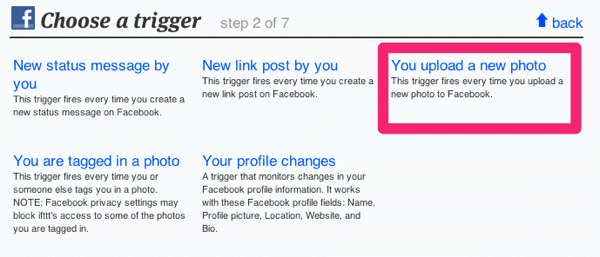 f Choose a trigger step 2 of 7 back
New status message by
you
This trigger fires every time you create a
new status message on Facebook.
New link post by you
This trigger fires every time you create a
new link post on Facebook.
You upload a new photo
This trigger fires every time you upload a
new photo to Facebook.
You are tagged in a photo
This trigger fires every time you or
someone else tags you in a photo.
NOTE: Facebook privacy settings may
block ifttt's access to some of the photos
you are tagged in.
Your profile changes
A trigger that monitors changes in your
Facebook profile information. It works
with these Facebook profile fields: Name,
Profile picture, Location, Website, and
Bio.